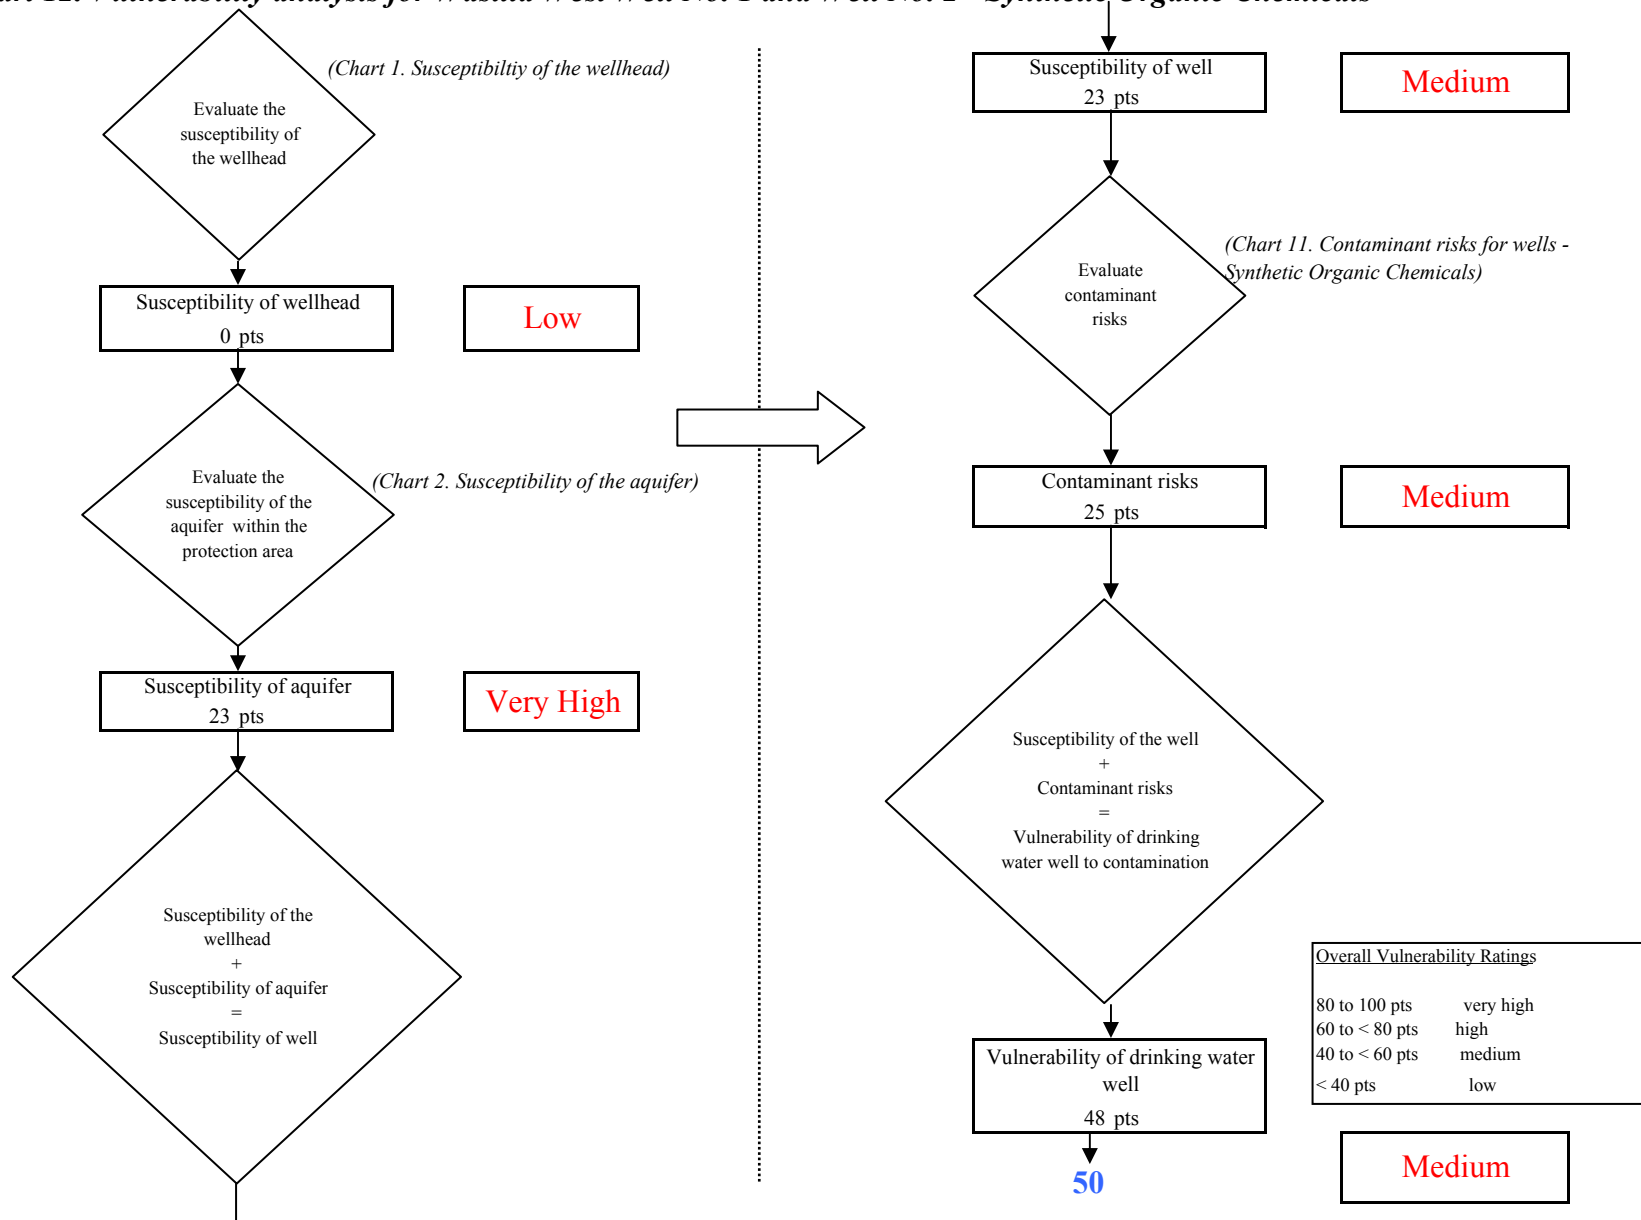 (Chart 1. Susceptibiltiy of the wellhead)
Evaluate the
susceptibility of
the wellhead
Susceptibility of wellhead
0 pts
Low
Evaluate the
susceptibility of the
aquifer within the
protection area
(Chart 2. Susceptibility of the aquifer)
Susceptibility of aquifer
23 pts
Very High
Susceptibility of the
wellhead
+
Susceptibility of aquifer
=
Susceptibility of well
Susceptibility of well
23 pts
Medium
Evaluate
contaminant
risks
(Chart 11. Contaminant risks for wells -
Synthetic Organic Chemicals)
Contaminant risks
25 pts
Medium
Susceptibility of the well
+
Contaminant risks
=
Vulnerability of drinking
water well to contamination
Vulnerability of drinking water
well
48 pts
50
Overall Vulnerability Ratings
80 to 100 pts very high
60 to < 80 pts high
40 to < 60 pts medium
< 40 pts low
Medium